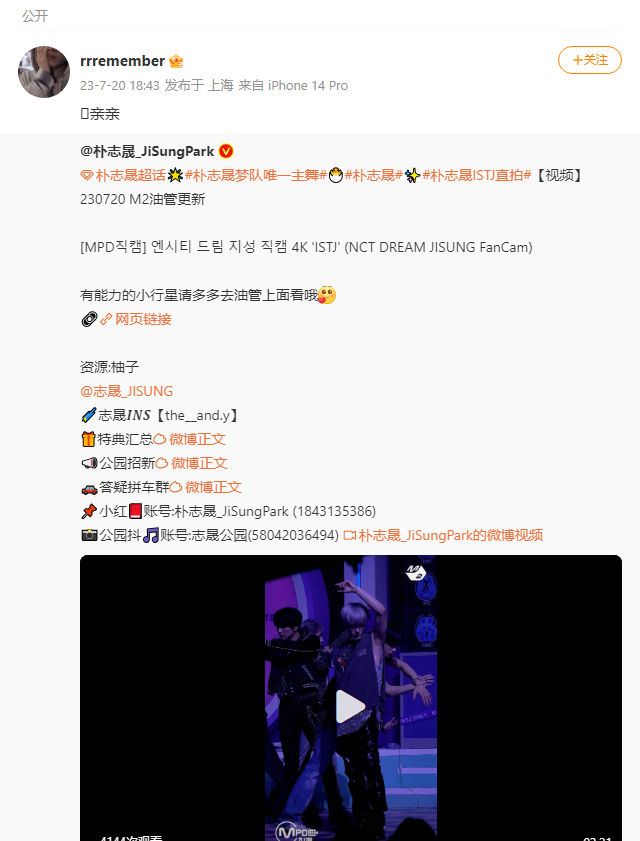 公开
rrremember
+关注
23-7-20 18:43 发布于 上海 来自 iPhone 14 Pro
亲亲
@朴志晟_JiSungPark
朴志晟超话🌟#朴志晟梦队唯一主舞#🐣#朴志晟#✨#朴志晟ISTJ直拍#【视频】
230720 M2油管更新
[MPD직캠] 엔시티 드림 지성 직캠 4K 'ISTJ' (NCT DREAM JISUNG FanCam)
有能力的小行星请多多去油管上面看哦
网页链接
资源:柚子
@志晟_JISUNG
志晟INS【the__and.y】
🎁特典汇总 微博正文
📢公园招新 微博正文
🚗答疑拼车群 微博正文
📌小红📕账号:朴志晟_JiSungPark (1843135386)
📷公园抖🎵账号:志晟公园(58042036494) 朴志晟_JiSungPark的微博视频
MPD직캠